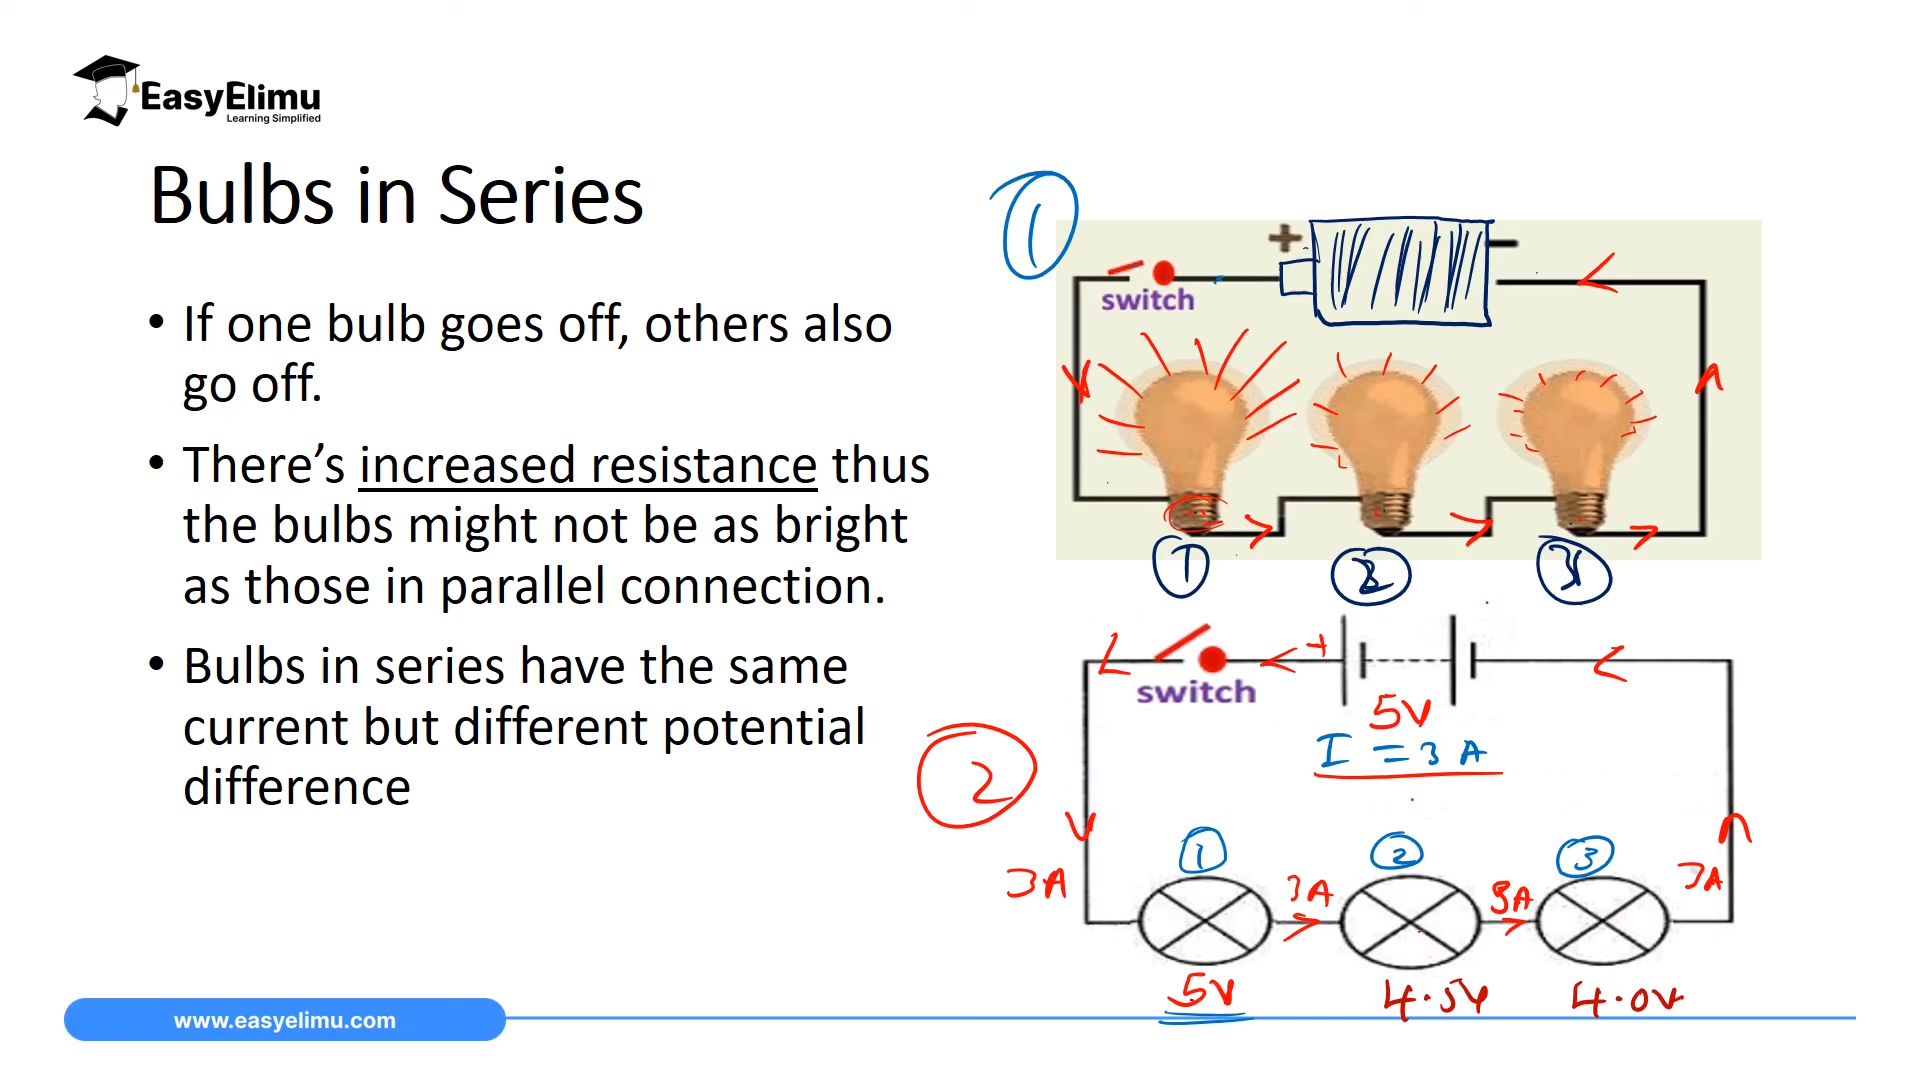 EasyElimu
Learning Simplified
Bulbs in Series
• If one bulb goes off, others also
go off.
• There’s increased resistance thus
the bulbs might not be as bright
as those in parallel connection.
• Bulbs in series have the same
current but different potential
difference
1
+
switch
1
2
3
2
+
switch
5V
I = 3 A
1
2
3
3A
3A
3A
3A
5V
4.5V
4.0V
www.easyelimu.com